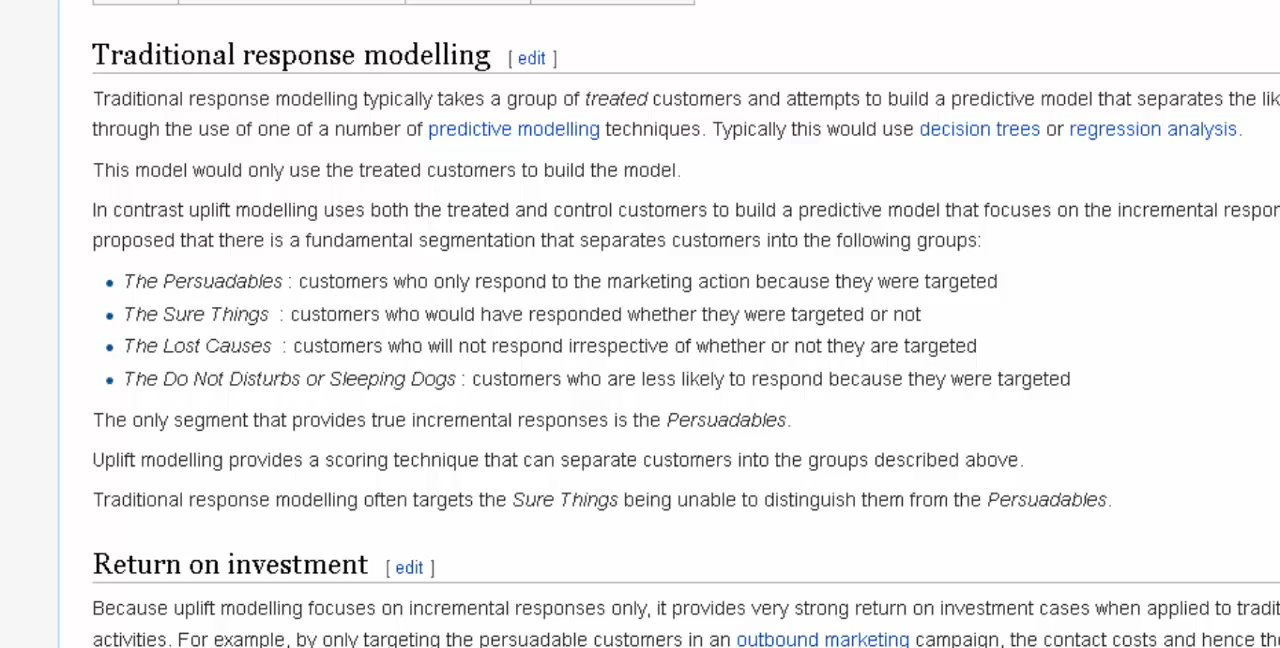 Traditional response modelling [ edit ]
Traditional response modelling typically takes a group of treated customers and attempts to build a predictive model that separates the
through the use of one of a number of predictive modelling techniques. Typically this would use decision trees or regression analysis.
This model would only use the treated customers to build the model.
In contrast uplift modelling uses both the treated and control customers to build a predictive model that focuses on the incremental
proposed that there is a fundamental segmentation that separates customers into the following groups:
• The Persuadables : customers who only respond to the marketing action because they were targeted
• The Sure Things : customers who would have responded whether they were targeted or not
• The Lost Causes : customers who will not respond irrespective of whether or not they are targeted
• The Do Not Disturbs or Sleeping Dogs : customers who are less likely to respond because they were targeted
The only segment that provides true incremental responses is the Persuadables.
Uplift modelling provides a scoring technique that can separate customers into the groups described above.
Traditional response modelling often targets the Sure Things being unable to distinguish them from the Persuadables.
Return on investment [ edit ]
Because uplift modelling focuses on incremental responses only, it provides very strong return on investment cases when applied to
activities. For example, by only targeting the persuadable customers in an outbound marketing campaign, the contact costs and hence